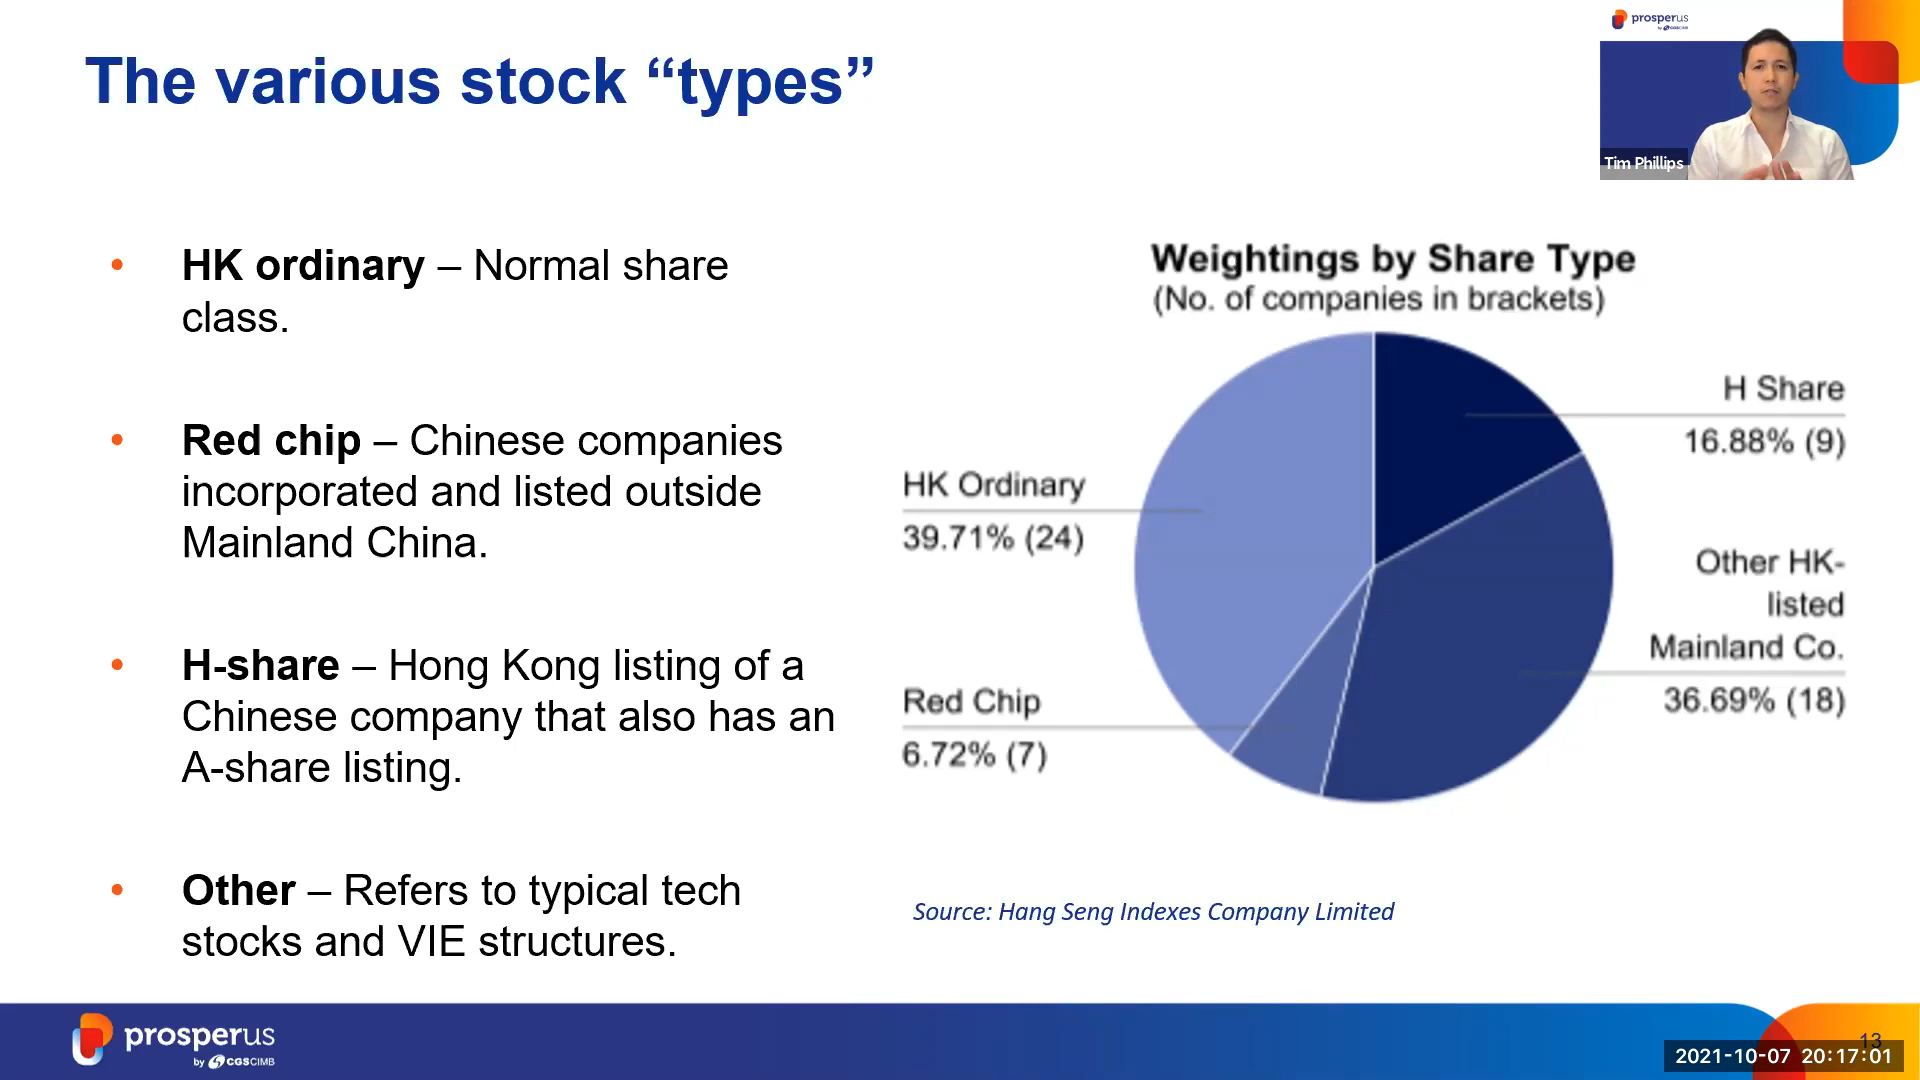 The various stock “types”
prosperus
by CGSCIMB
Tim Phillips
• HK ordinary – Normal share
class.
• Red chip – Chinese companies
incorporated and listed outside
Mainland China.
• H-share – Hong Kong listing of a
Chinese company that also has an
A-share listing.
• Other – Refers to typical tech
stocks and VIE structures.
Weightings by Share Type
(No. of companies in brackets)
H Share
16.88% (9)
HK Ordinary
39.71% (24)
Other HK-
listed
Mainland Co.
36.69% (18)
Red Chip
6.72% (7)
Source: Hang Seng Indexes Company Limited
prosperus
by CGSCIMB
13
2021-10-07 20:17:01